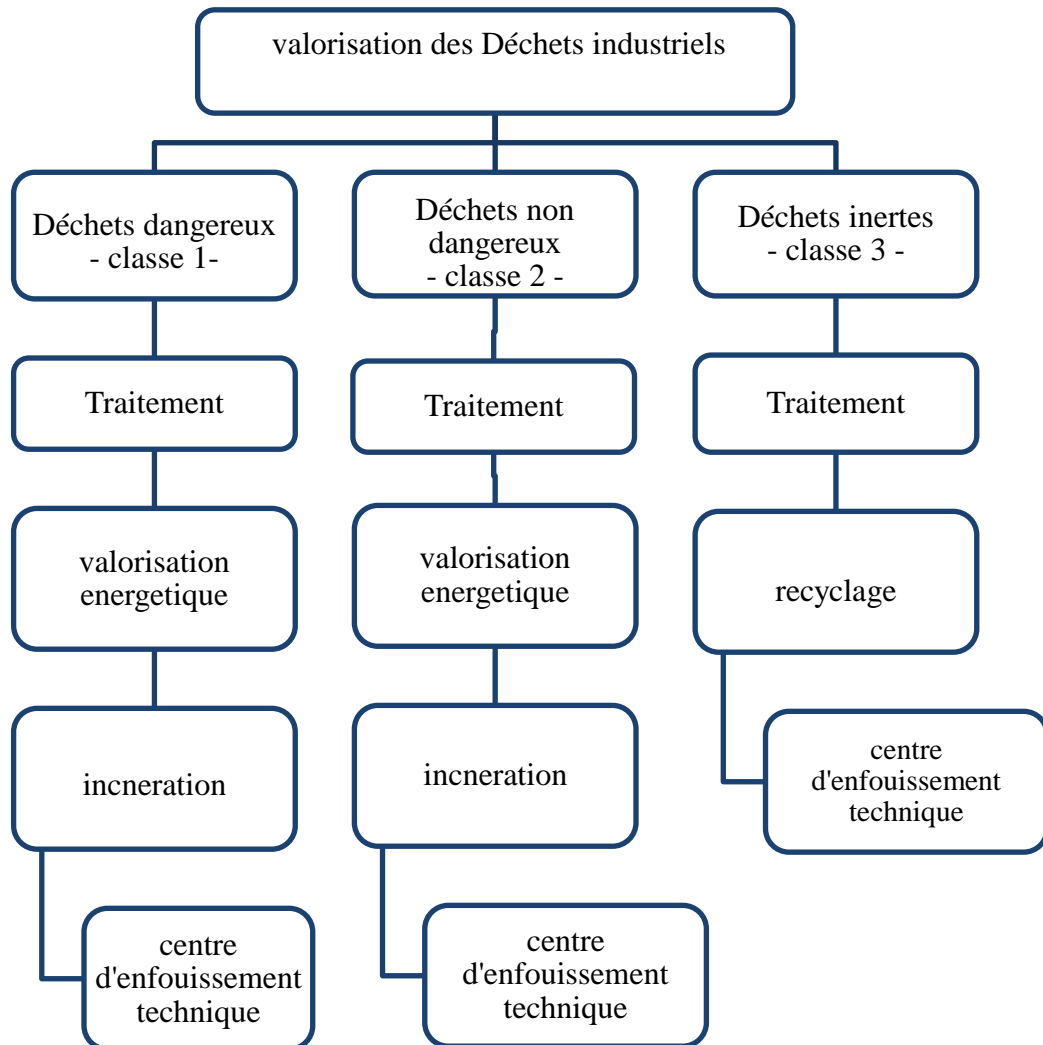 valorisation des Déchets industriels
Déchets dangereux
- classe 1-
Traitement
valorisation
energetique
incneration
centre
d'enfouissement
technique
Déchets non
dangereux
- classe 2 -
Traitement
valorisation
energetique
incneration
centre
d'enfouissement
technique
Déchets inertes
- classe 3 -
Traitement
recyclage
centre
d'enfouissement
technique